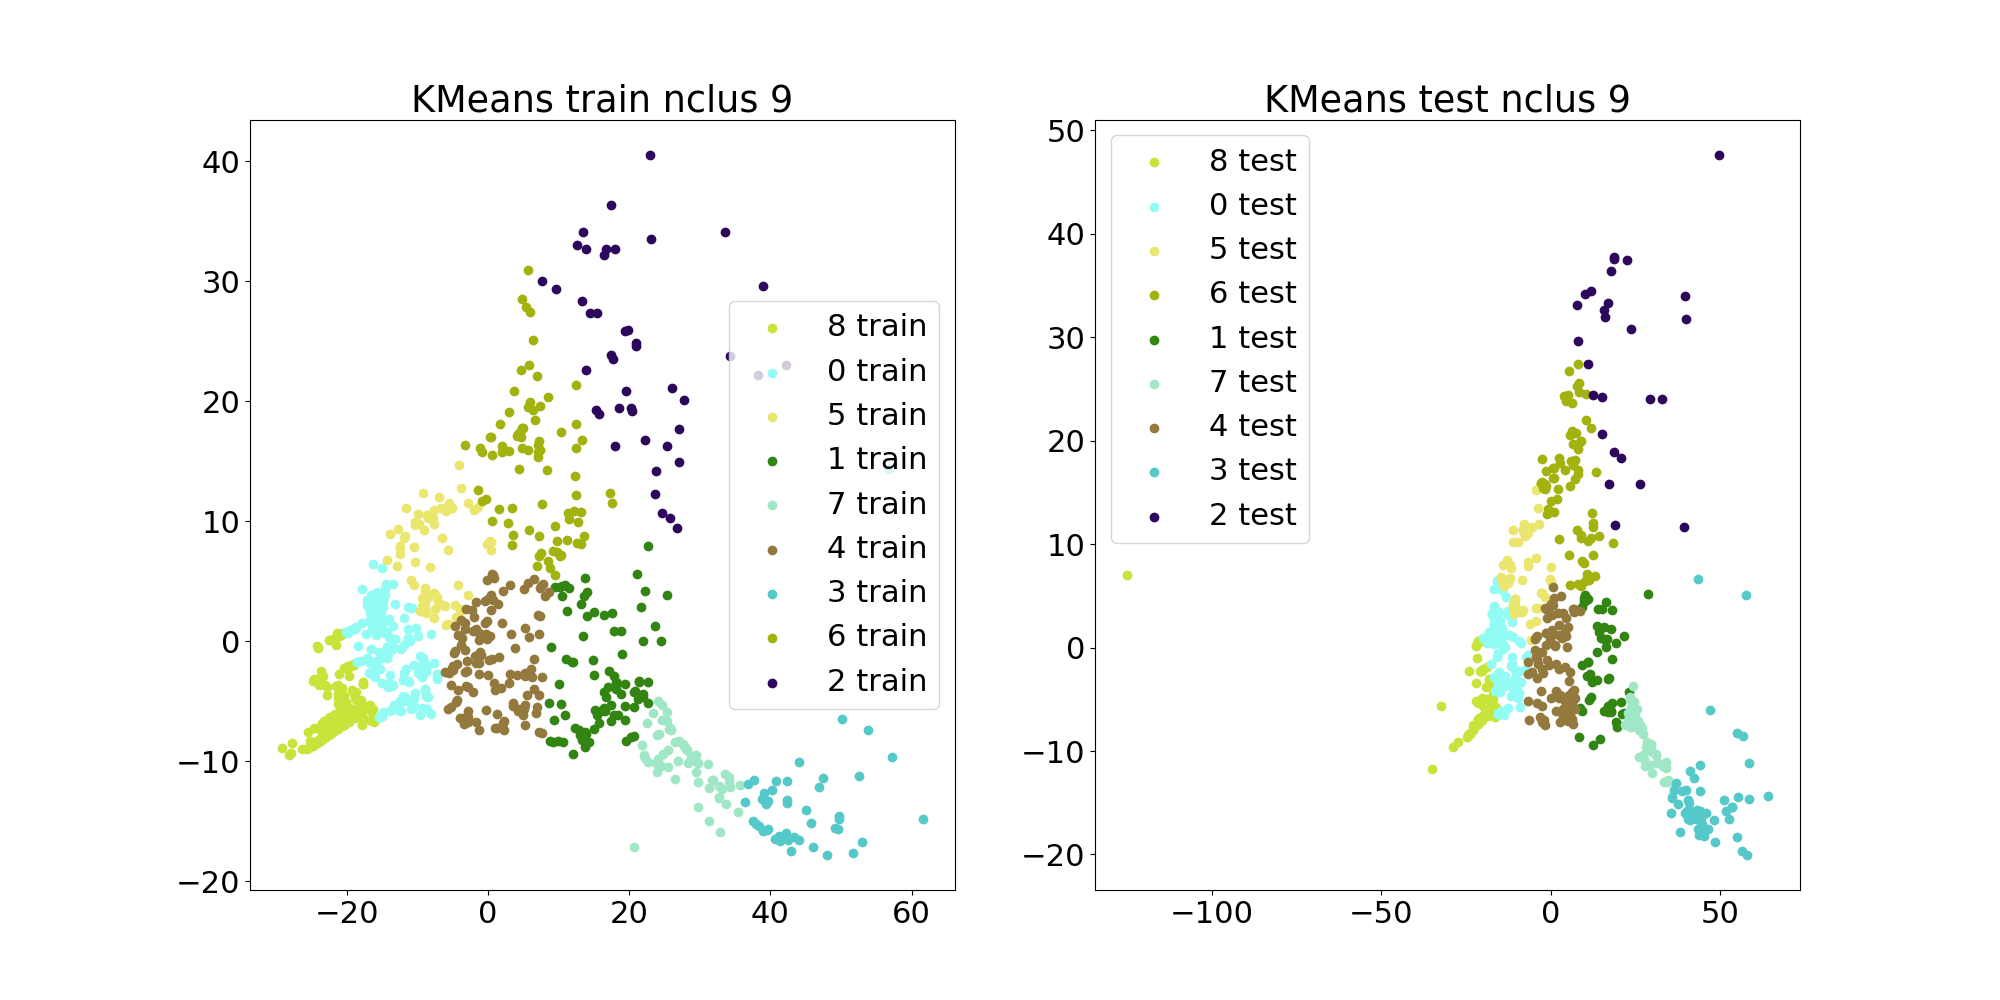 KMeans train nclus 9
40
30
20
10
0
−10
−20
−20
0
20
40
60
8 train
0 train
5 train
1 train
7 train
4 train
3 train
6 train
2 train
KMeans test nclus 9
50
40
30
20
10
0
−10
−20
−100
−50
0
50
8 test
0 test
5 test
6 test
1 test
7 test
4 test
3 test
2 test